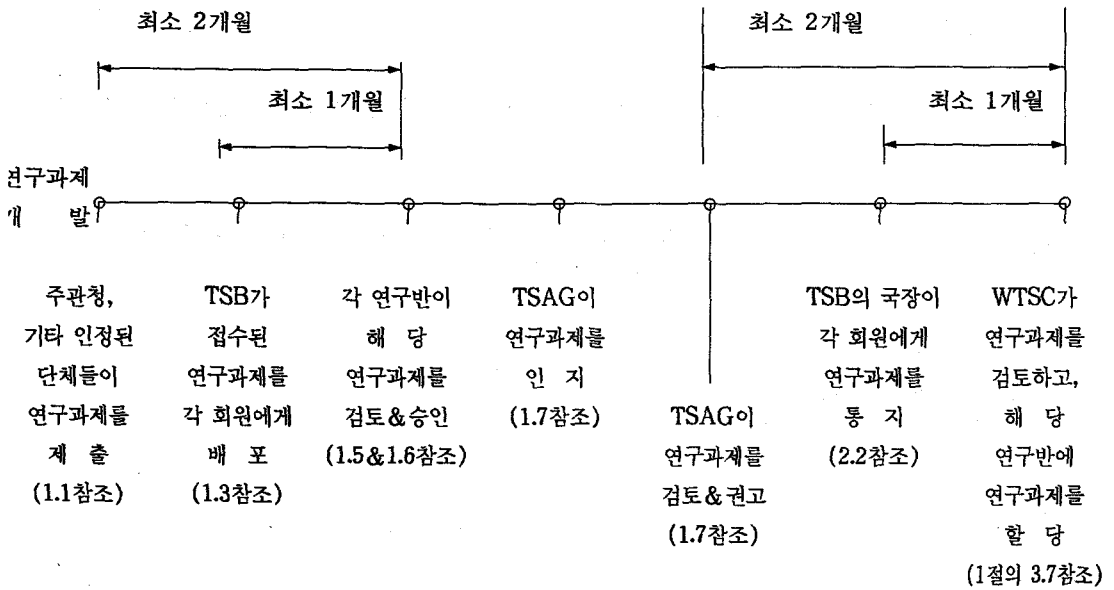 최소 2개월
최소 2개월
최소 1개월
최소 1개월
연구과제
개 발
주관청,
기타 인정된
단체들이
연구과제를
제 출
(1.1참조)
TSB가
접수된
연구과제를
각 회원에게
배 포
(1.3참조)
각 연구반이
해 당
연구과제를
검토&승인
(1.5&1.6참조)
TSAG이
연구과제를
인 지
(1.7참조)
TSAG이
연구과제를
검토&권고
(1.7참조)
TSB의 국장이
각 회원에게
연구과제를
통 지
(2.2참조)
WTSC가
연구과제를
검토하고,
해 당
연구반에
연구과제를
할 당
(1절의 3.7참조)